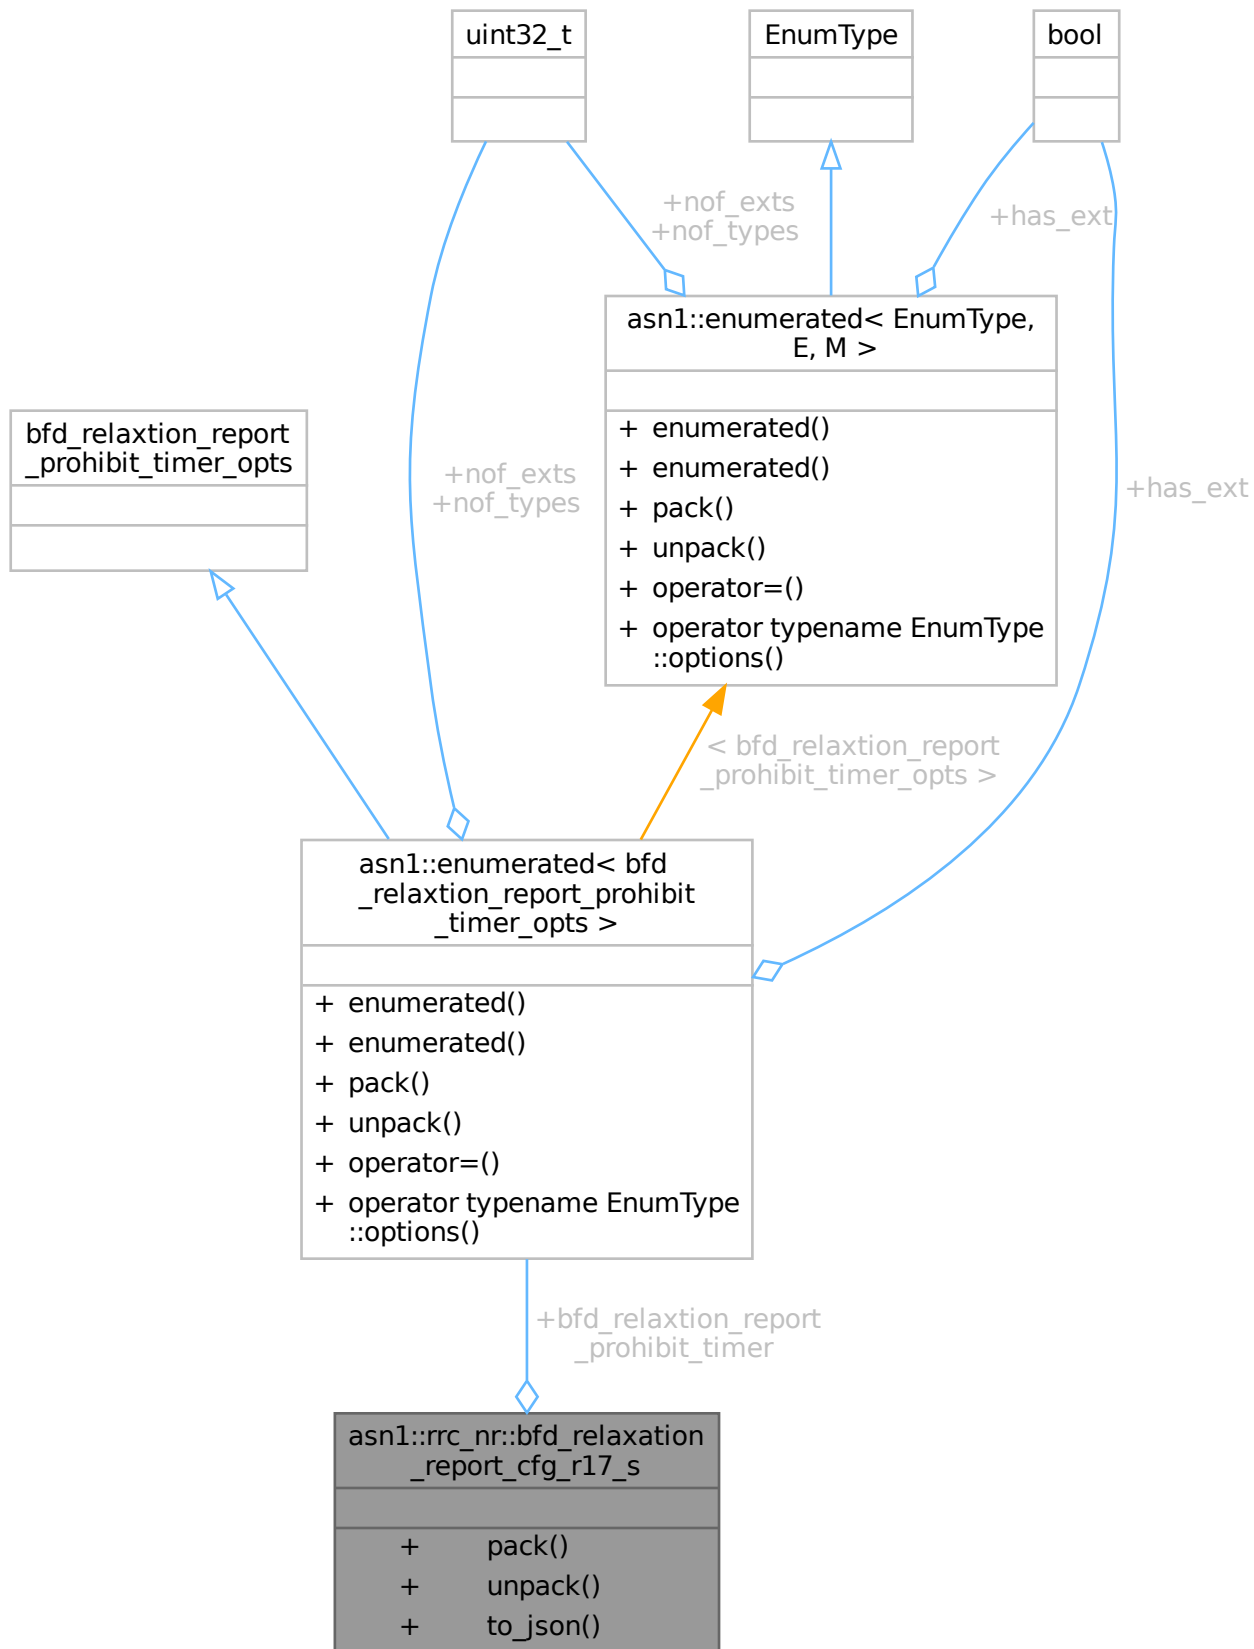 uint32_t
EnumType
bool
+nof_exts
+nof_types
+has_ext
asn1::enumerated< EnumType,
E, M >
+ enumerated()
+ enumerated()
+ pack()
+ unpack()
+ operator=()
+ operator typename EnumType
::options()
bfd_relaxtion_report
_prohibit_timer_opts
+nof_exts
+nof_types
+has_ext
< bfd_relaxtion_report
_prohibit_timer_opts >
asn1::enumerated< bfd
_relaxtion_report_prohibit
_timer_opts >
+ enumerated()
+ enumerated()
+ pack()
+ unpack()
+ operator=()
+ operator typename EnumType
::options()
+bfd_relaxtion_report
_prohibit_timer
asn1::rrc_nr::bfd_relaxation
_report_cfg_r17_s
+ pack()
+ unpack()
+ to_json()